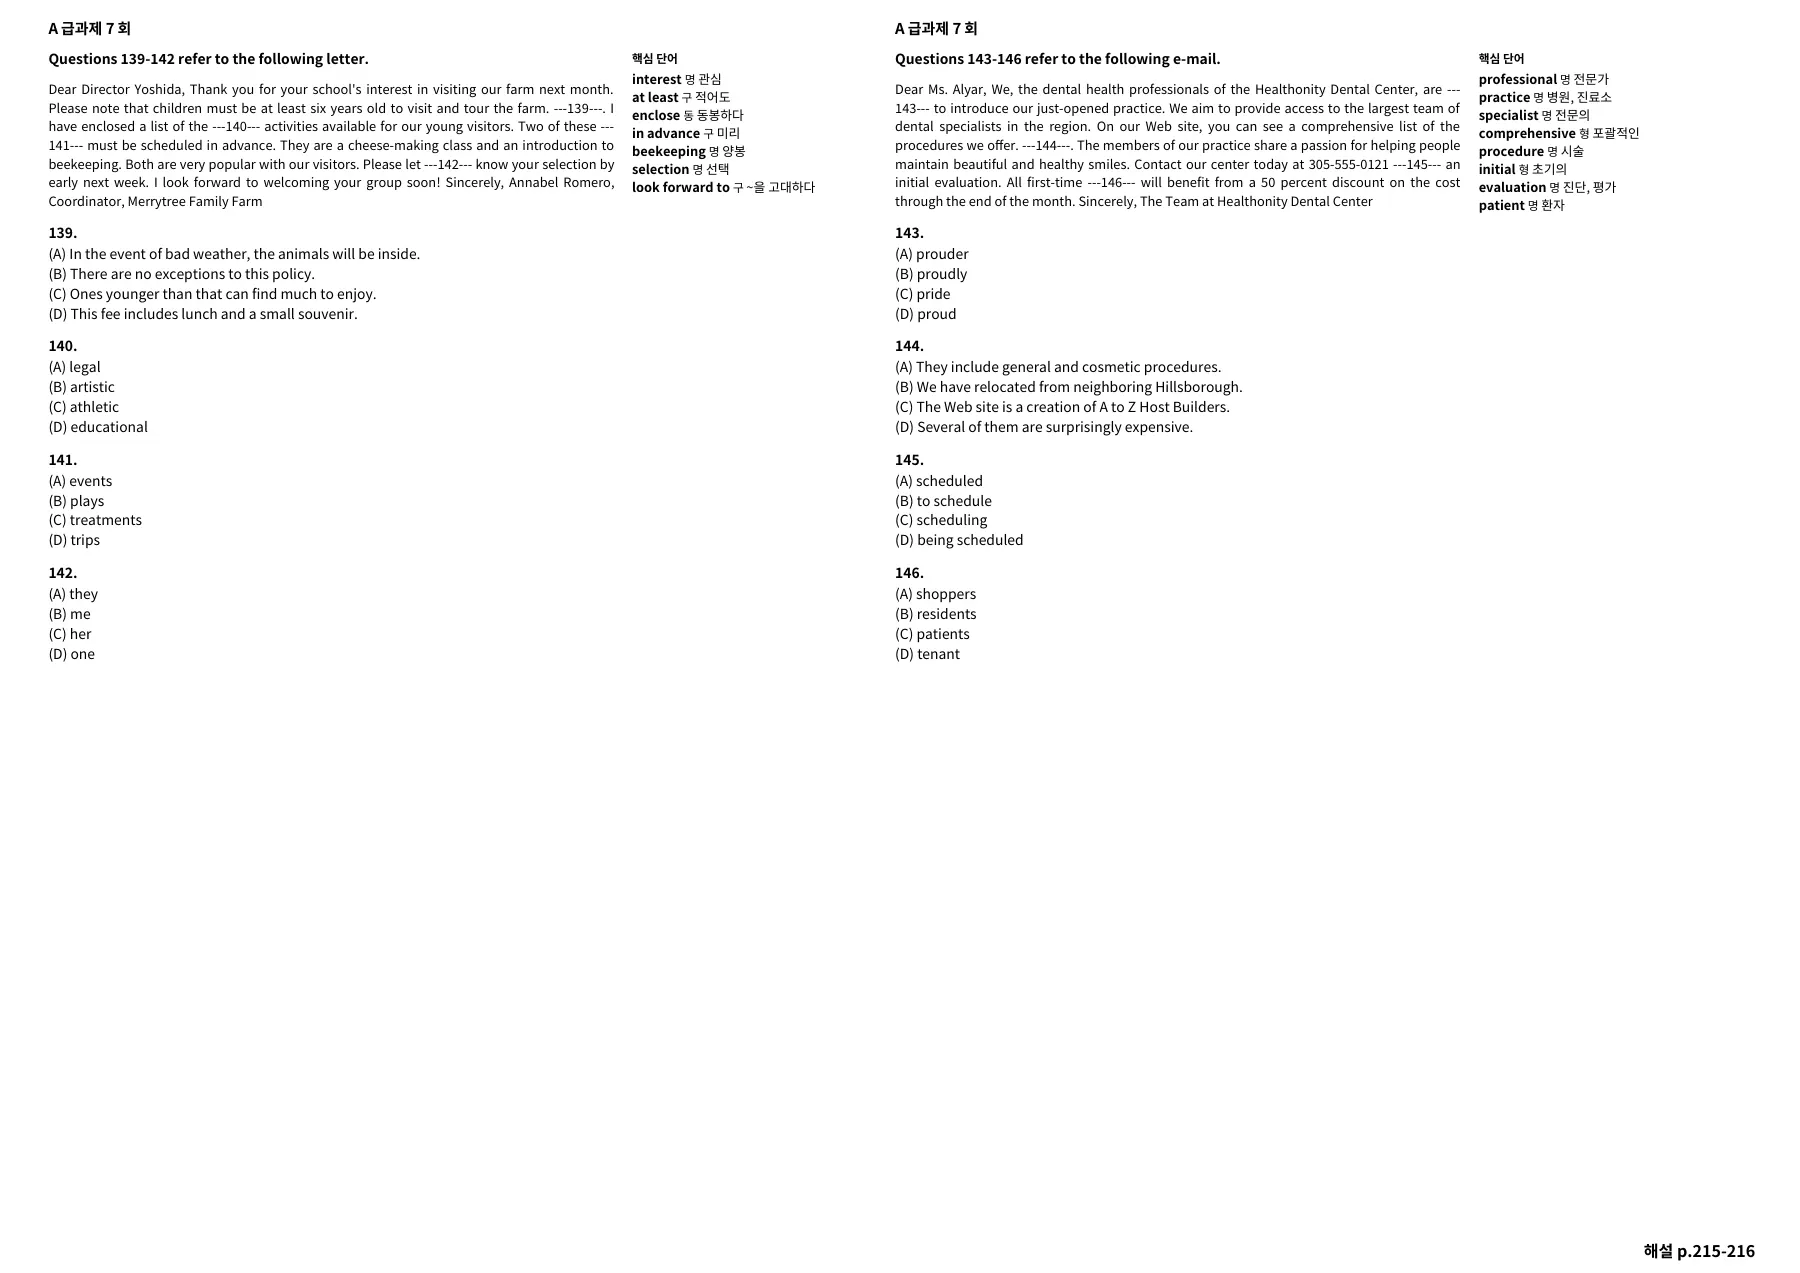 A 급과제 7 회
Questions 139-142 refer to the following letter.
Dear Director Yoshida, Thank you for your school's interest in visiting our farm next month.
Please note that children must be at least six years old to visit and tour the farm. ---139---. I
have enclosed a list of the ---140--- activities available for our young visitors. Two of these ---
141--- must be scheduled in advance. They are a cheese-making class and an introduction to
beekeeping. Both are very popular with our visitors. Please let ---142--- know your selection by
early next week. I look forward to welcoming your group soon! Sincerely, Annabel Romero,
Coordinator, Merrytree Family Farm
핵심 단어
interest 명 관심
at least 구 적어도
enclose 동 동봉하다
in advance 구 미리
beekeeping 명 양봉
selection 명 선택
look forward to 구 ~을 고대하다
139.
(A) In the event of bad weather, the animals will be inside.
(B) There are no exceptions to this policy.
(C) Ones younger than that can find much to enjoy.
(D) This fee includes lunch and a small souvenir.
140.
(A) legal
(B) artistic
(C) athletic
(D) educational
141.
(A) events
(B) plays
(C) treatments
(D) trips
142.
(A) they
(B) me
(C) her
(D) one
A 급과제 7 회
Questions 143-146 refer to the following e-mail.
Dear Ms. Alyar, We, the dental health professionals of the Healthonity Dental Center, are ---
143--- to introduce our just-opened practice. We aim to provide access to the largest team of
dental specialists in the region. On our Web site, you can see a comprehensive list of the
procedures we offer. ---144---. The members of our practice share a passion for helping people
maintain beautiful and healthy smiles. Contact our center today at 305-555-0121 ---145--- an
initial evaluation. All first-time ---146--- will benefit from a 50 percent discount on the cost
through the end of the month. Sincerely, The Team at Healthonity Dental Center
핵심 단어
professional 명 전문가
practice 명 병원, 진료소
specialist 명 전문의
comprehensive 형 포괄적인
procedure 명 시술
initial 형 초기의
evaluation 명 진단, 평가
patient 명 환자
143.
(A) prouder
(B) proudly
(C) pride
(D) proud
144.
(A) They include general and cosmetic procedures.
(B) We have relocated from neighboring Hillsborough.
(C) The Web site is a creation of A to Z Host Builders.
(D) Several of them are surprisingly expensive.
145.
(A) scheduled
(B) to schedule
(C) scheduling
(D) being scheduled
146.
(A) shoppers
(B) residents
(C) patients
(D) tenant
해설 p.215-216